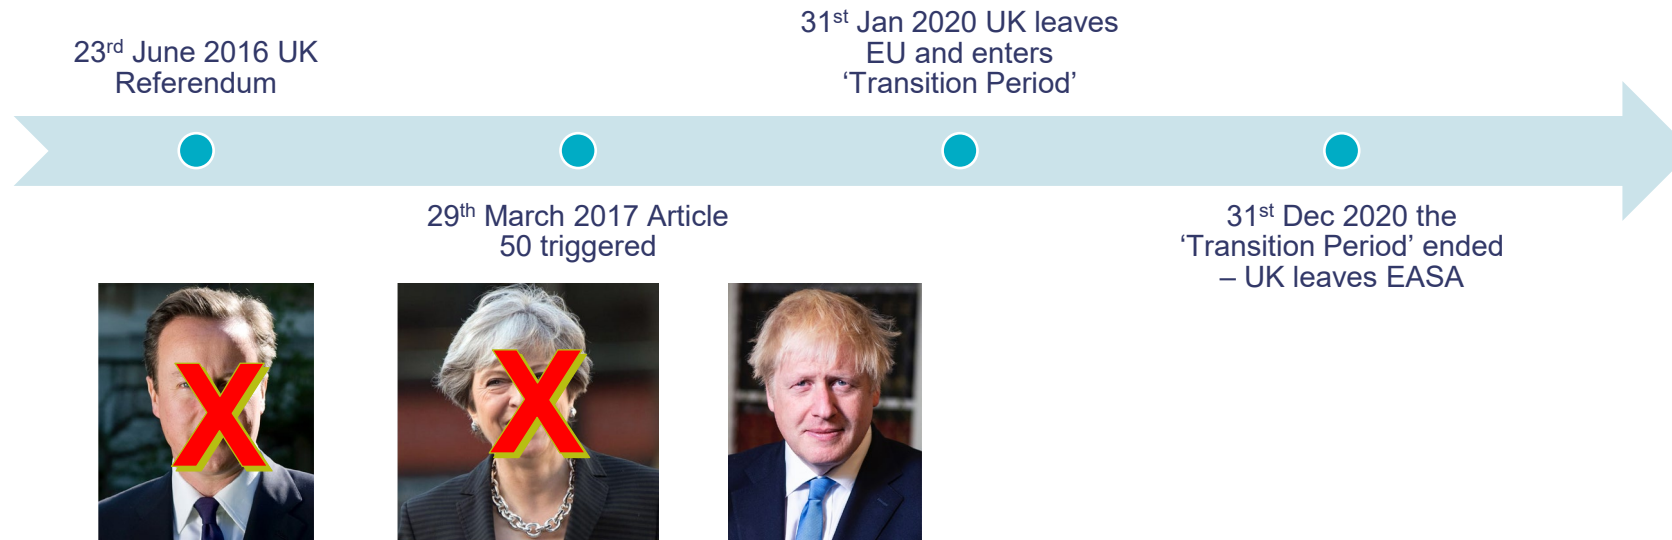 23rd June 2016 UK
Referendum
29th March 2017 Article
50 triggered
31st Jan 2020 UK leaves
EU and enters
‘Transition Period’
31st Dec 2020 the
‘Transition Period’ ended
– UK leaves EASA
X
X